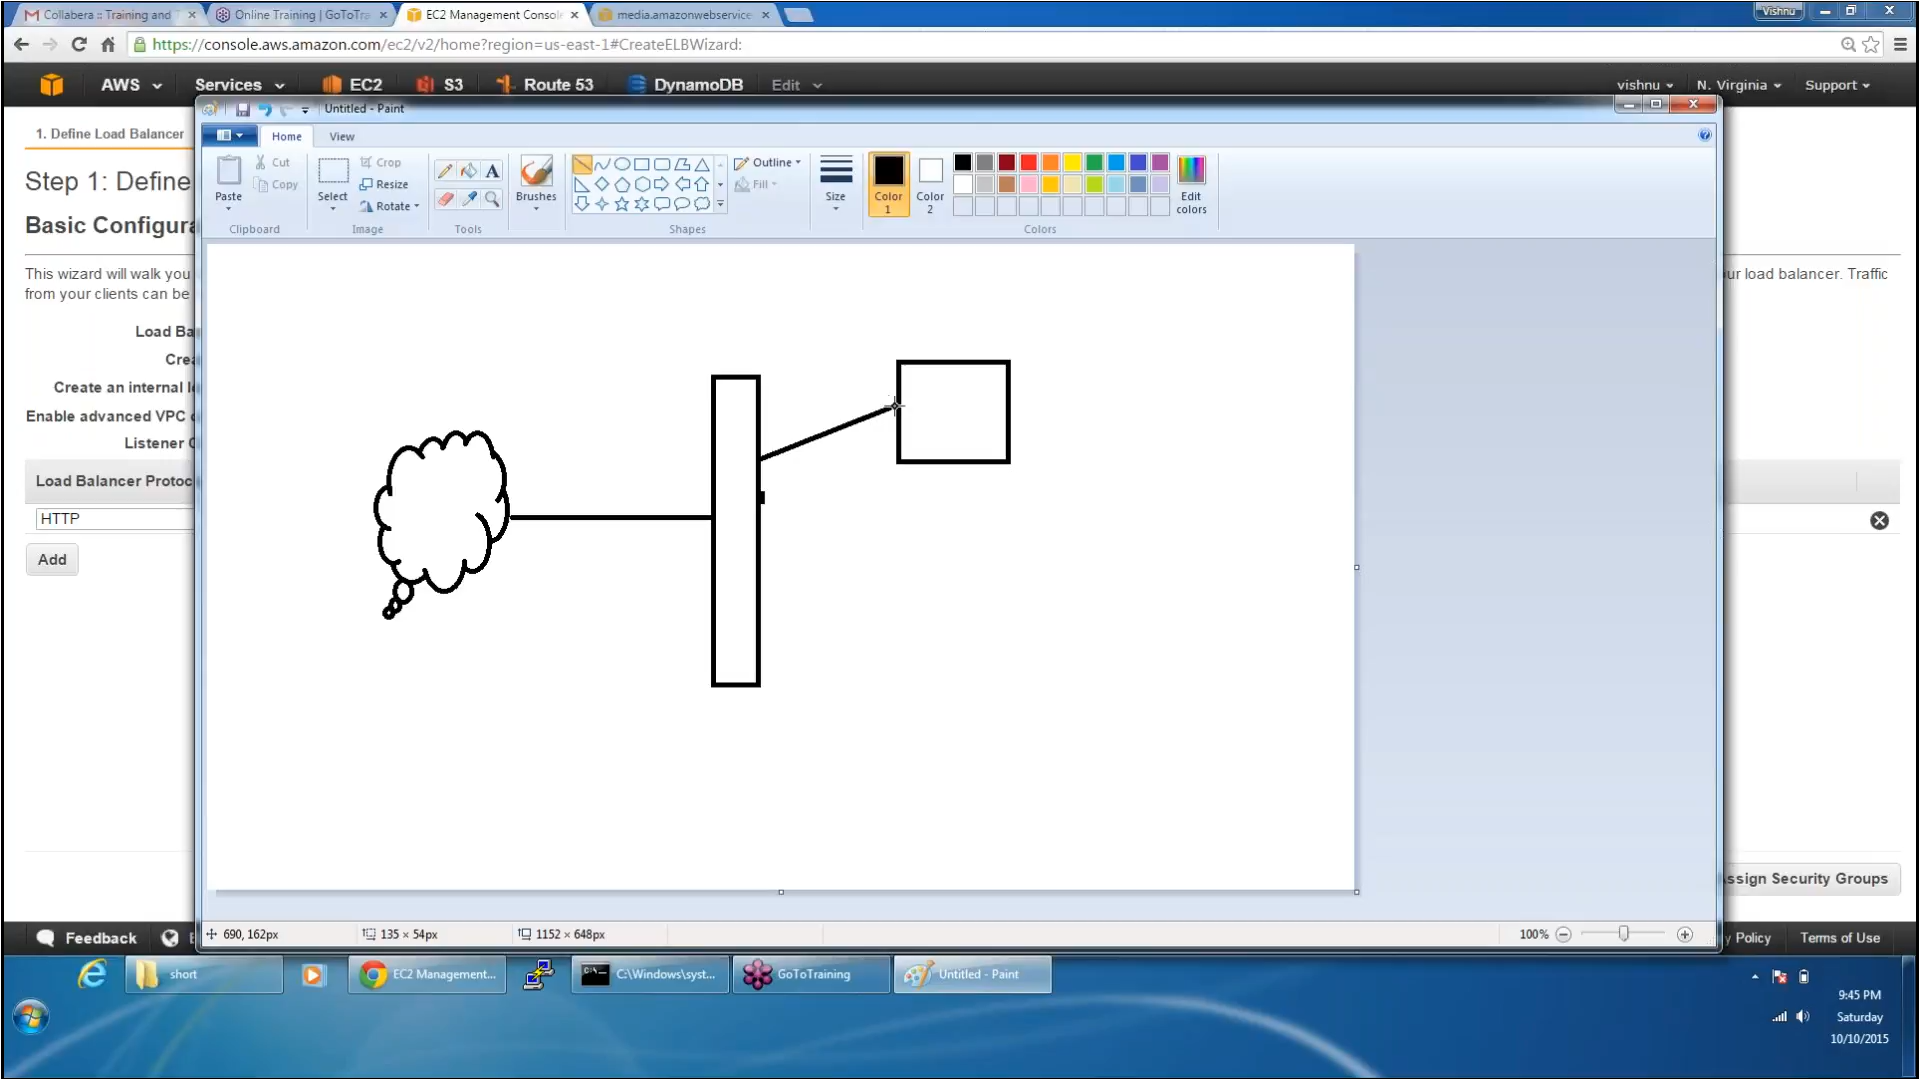 Collabera :: Training and T
Online Training | GoToTra
EC2 Management Consol
media.amazonwebservice
Vishnu
https://console.aws.amazon.com/ec2/v2/home?region=us-east-1#CreateELBWizard:
AWS
Services
EC2
S3
Route 53
DynamoDB
Edit
vishnu
N. Virginia
Support
Untitled - Paint
1. Define Load Balancer
Home
View
Paste
Cut
Copy
Clipboard
Select
Crop
Resize
Rotate
Image
Tools
Brushes
Shapes
Outline
Fill
Size
Color
1
Color
2
Edit
colors
Colors
Step 1: Define
Basic Configura
This wizard will walk you
ur load balancer. Traffic
from your clients can be
Load Ba
Crea
Create an internal l
Enable advanced VPC
Listener C
Load Balancer Protoc
HTTP
Add
Assign Security Groups
Feedback
690, 162px
135 × 54px
1152 × 648px
100%
y Policy
Terms of Use
short
EC2 Management...
C:\Windows\syst...
GoToTraining
Untitled - Paint
9:45 PM
Saturday
10/10/2015